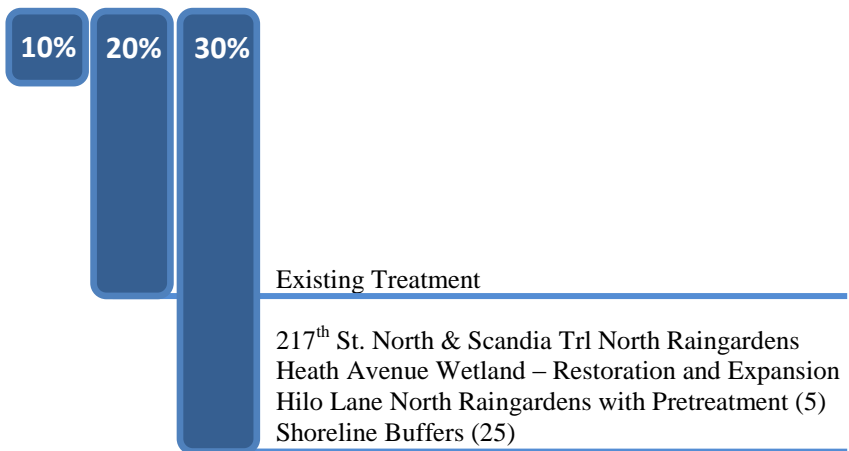 10% 20% 30%
Existing Treatment
217th St. North & Scandia Trl North Raingardens
Heath Avenue Wetland – Restoration and Expansion
Hilo Lane North Raingardens with Pretreatment (5)
Shoreline Buffers (25)